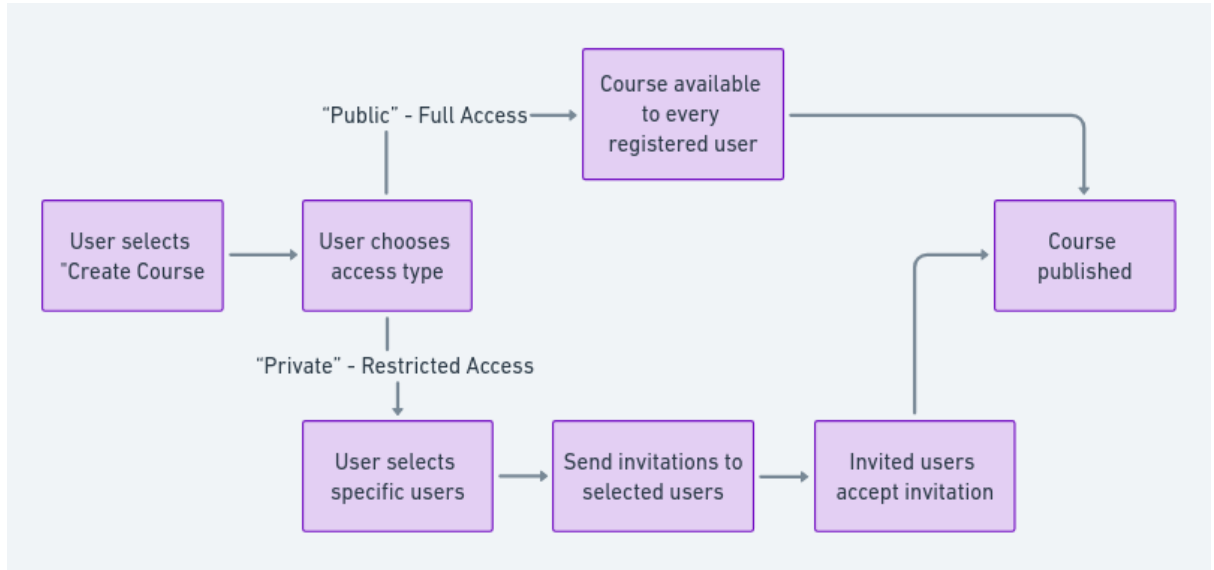 Course available
to every
registered user
“Public” - Full Access
User selects
"Create Course
User chooses
access type
Course
published
“Private” - Restricted Access
User selects
specific users
Send invitations to
selected users
Invited users
accept invitation